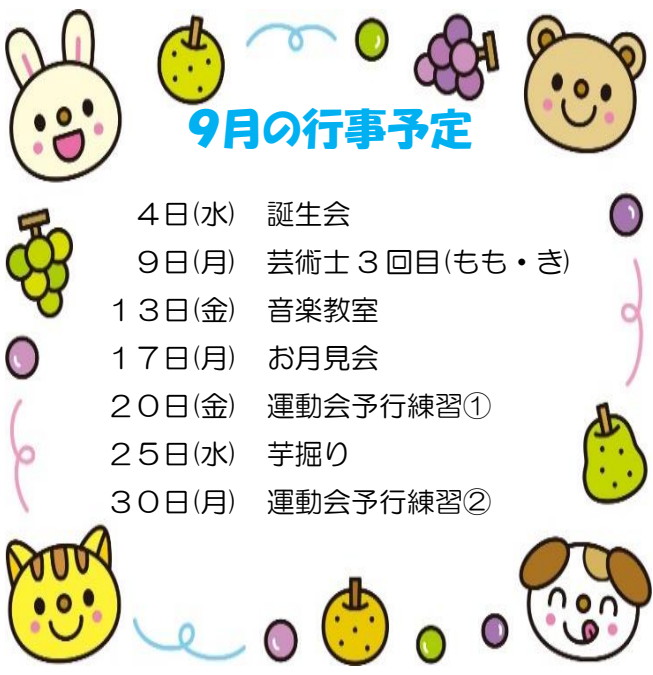 9月の行事予定
4日(水) 誕生会
9日(月) 芸術士3回目(もも・き)
13日(金) 音楽教室
17日(月) お月見会
20日(金) 運動会予行練習①
25日(水) 芋掘り
30日(月) 運動会予行練習②